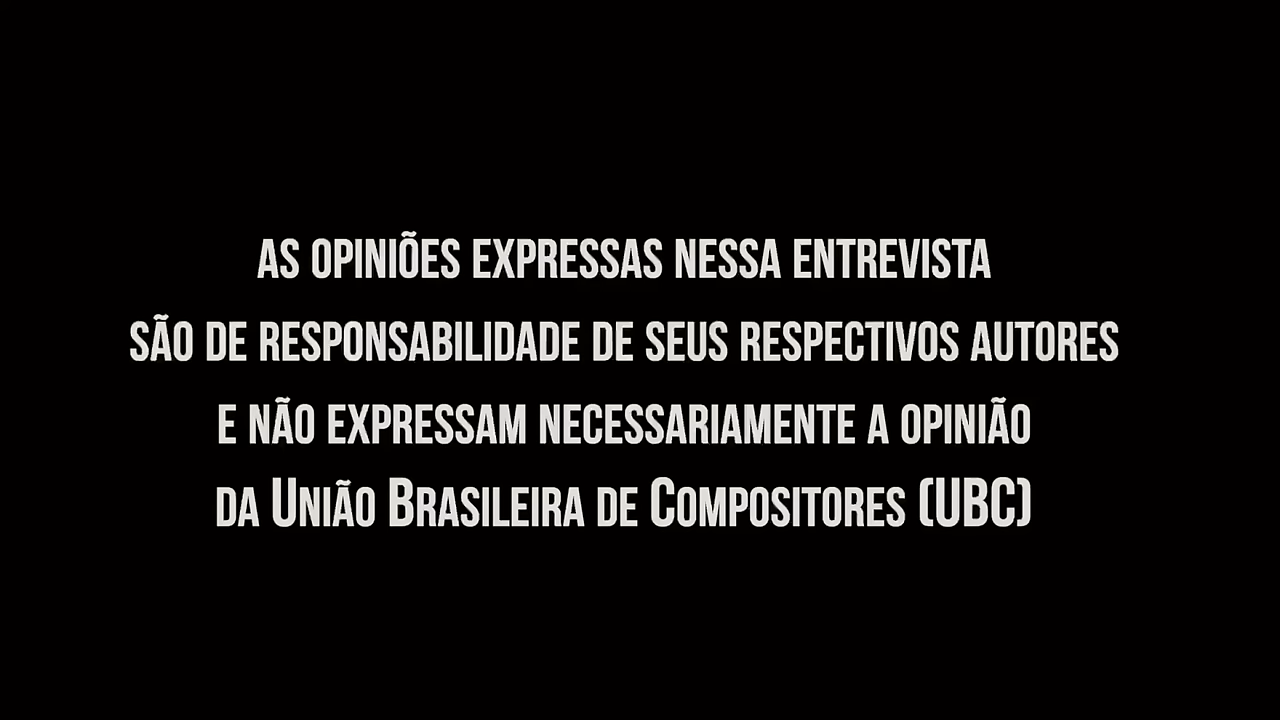 AS OPINIÕES EXPRESSAS NESSA ENTREVISTA
SÃO DE RESPONSABILIDADE DE SEUS RESPECTIVOS AUTORES
E NÃO EXPRESSAM NECESSARIAMENTE A OPINIÃO
DA UNIÃO BRASILEIRA DE COMPOSITORES (UBC)